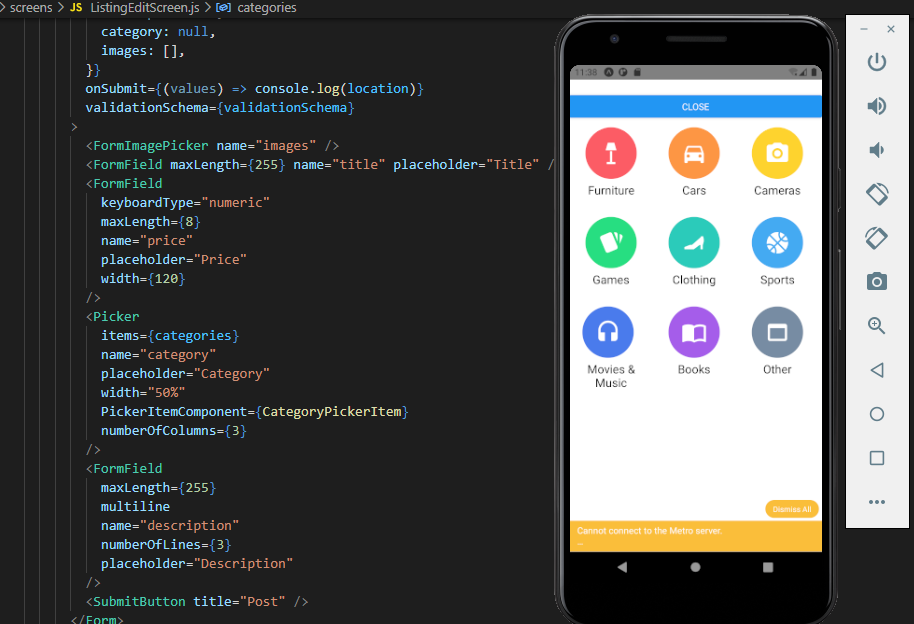 screens > JS ListingEditScreen.js > categories
category: null,
images: [],
}}
onSubmit={(values) => console.log(location)}
validationSchema={validationSchema}
>
<FormImagePicker name="images" />
<FormField maxLength={255} name="title" placeholder="Title" /
<FormField
keyboardType="numeric"
maxLength={8}
name="price"
placeholder="Price"
width={120}
/>
<Picker
items={categories}
name="category"
placeholder="Category"
width="50%"
PickerItemComponent={CategoryPickerItem}
numberOfColumns={3}
/>
<FormField
maxLength={255}
multiline
name="description"
numberOfLines={3}
placeholder="Description"
/>
<SubmitButton title="Post" />
</Form>
11:38
CLOSE
Furniture
Cars
Cameras
Games
Clothing
Sports
Movies &
Music
Books
Other
Dismiss All
Cannot connect to the Metro server.